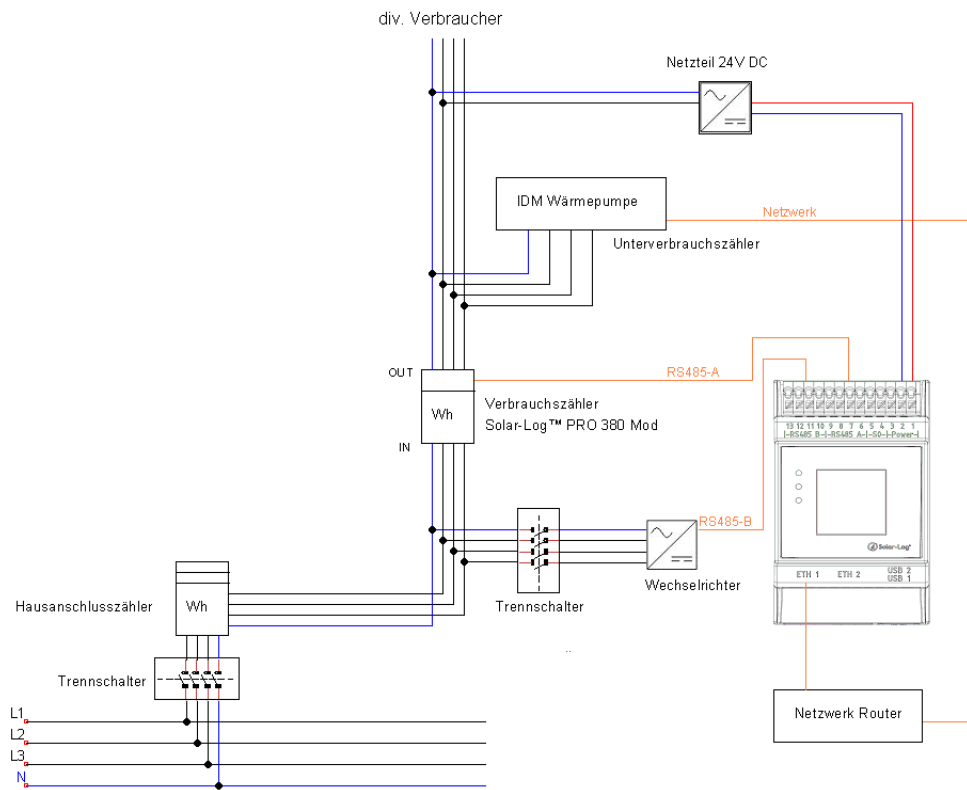 div. Verbraucher
Netzteil 24V DC
IDM Wärmepumpe
Netzwerk
Unterverbrauchszähler
OUT
RS485-A
Wh
Verbrauchszähler
Solar-Log™ PRO 380 Mod
IN
13 12 11 10 9 8 7 6 5 4 3 2 1
|-RS485 B-|-RS485 A-|-S0-|-Power-|
RS485-B
Solar-Log®
Wechselrichter
ETH 1 ETH 2 USB 2
USB 1
Trennschalter
Hausanschlusszähler
Wh
Trennschalter
Netzwerk Router
L1
L2
L3
N